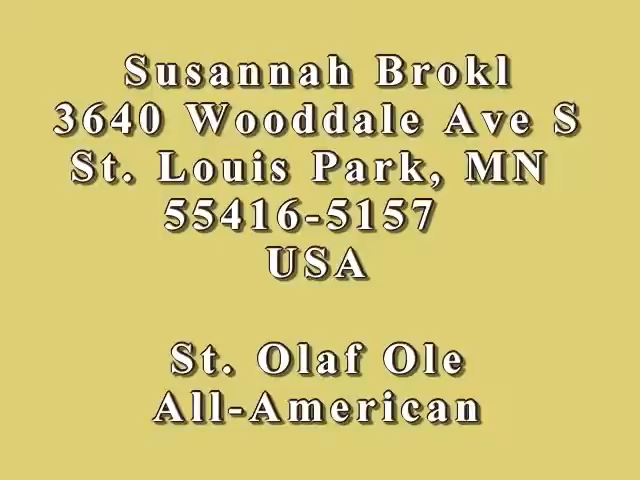 Susannah Brokl
3640 Wooddale Ave S
St. Louis Park, MN
55416-5157
USA
St. Olaf Ole
All-American